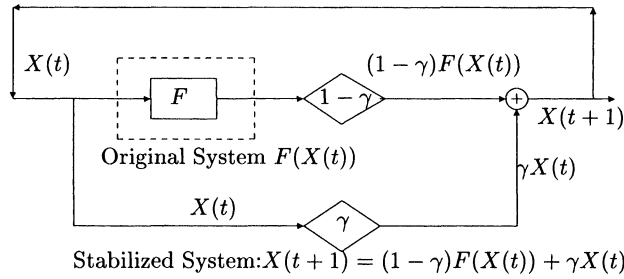 X(t)
(1 − γ)F(X(t))
F
1 − γ
+
X(t + 1)
Original System F(X(t))
γX(t)
X(t)
γ
Stabilized System:X(t + 1) = (1 − γ)F(X(t)) + γX(t)